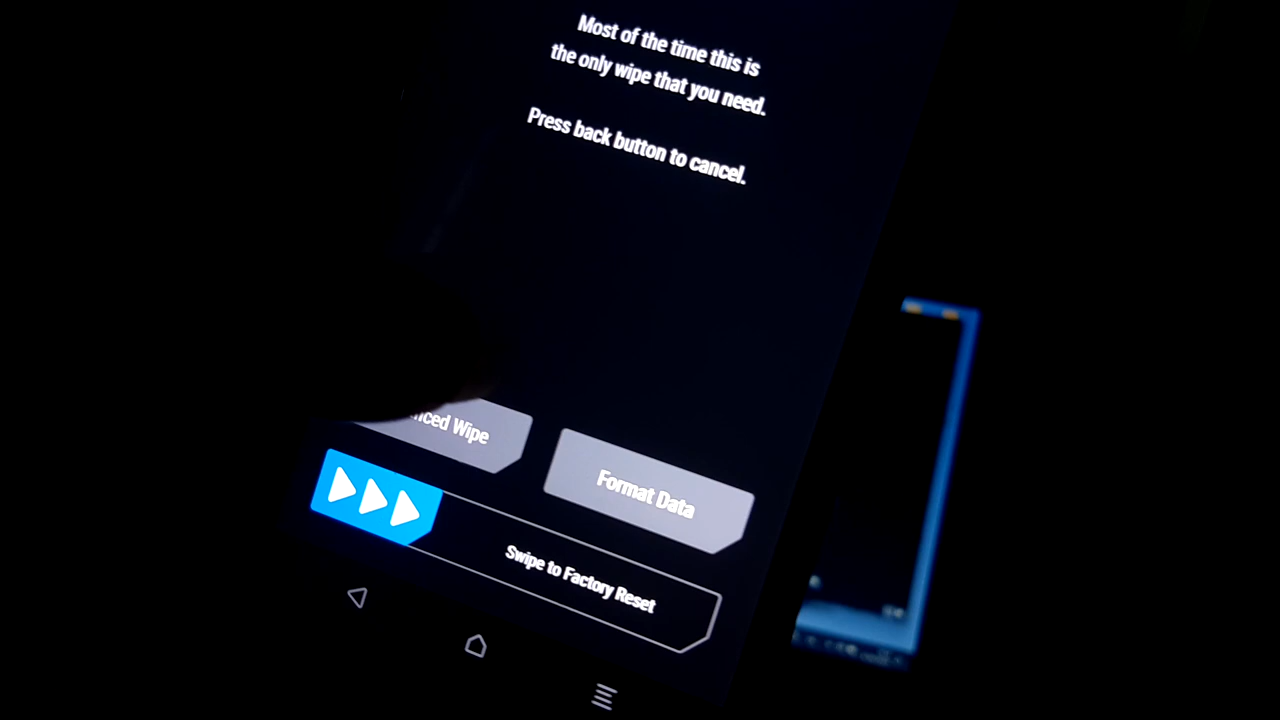 Most of the time this is
the only wipe that you need.
Press back button to cancel.
Wipe
Format Data
Swipe to Factory Reset